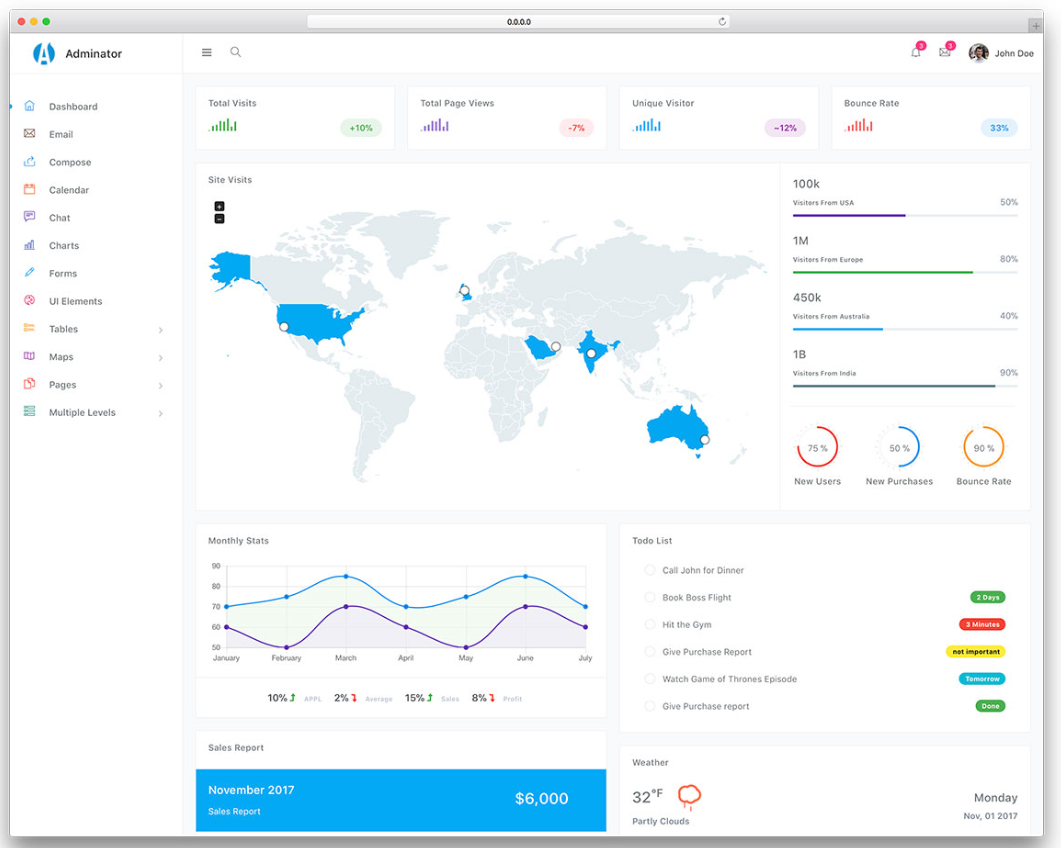 0.0.0.0
Adminator
3
3
John Doe
Dashboard
Email
Compose
Calendar
Chat
Charts
Forms
UI Elements
Tables
Maps
Pages
Multiple Levels
Total Visits
+10%
Total Page Views
-7%
Unique Visitor
~12%
Bounce Rate
33%
Site Visits
+
−
100k
Visitors From USA 50%
1M
Visitors From Europe 80%
450k
Visitors From Australia 40%
1B
Visitors From India 90%
75 %
New Users
50 %
New Purchases
90 %
Bounce Rate
Monthly Stats
90
80
70
60
50
January February March April May June July
10% APPL 2% Average 15% Sales 8% Profit
Todo List
Call John for Dinner
Book Boss Flight 2 Days
Hit the Gym 3 Minutes
Give Purchase Report not important
Watch Game of Thrones Episode Tomorrow
Give Purchase report Done
Sales Report
November 2017
Sales Report
$6,000
Weather
32°F
Partly Clouds
Monday
Nov, 01 2017